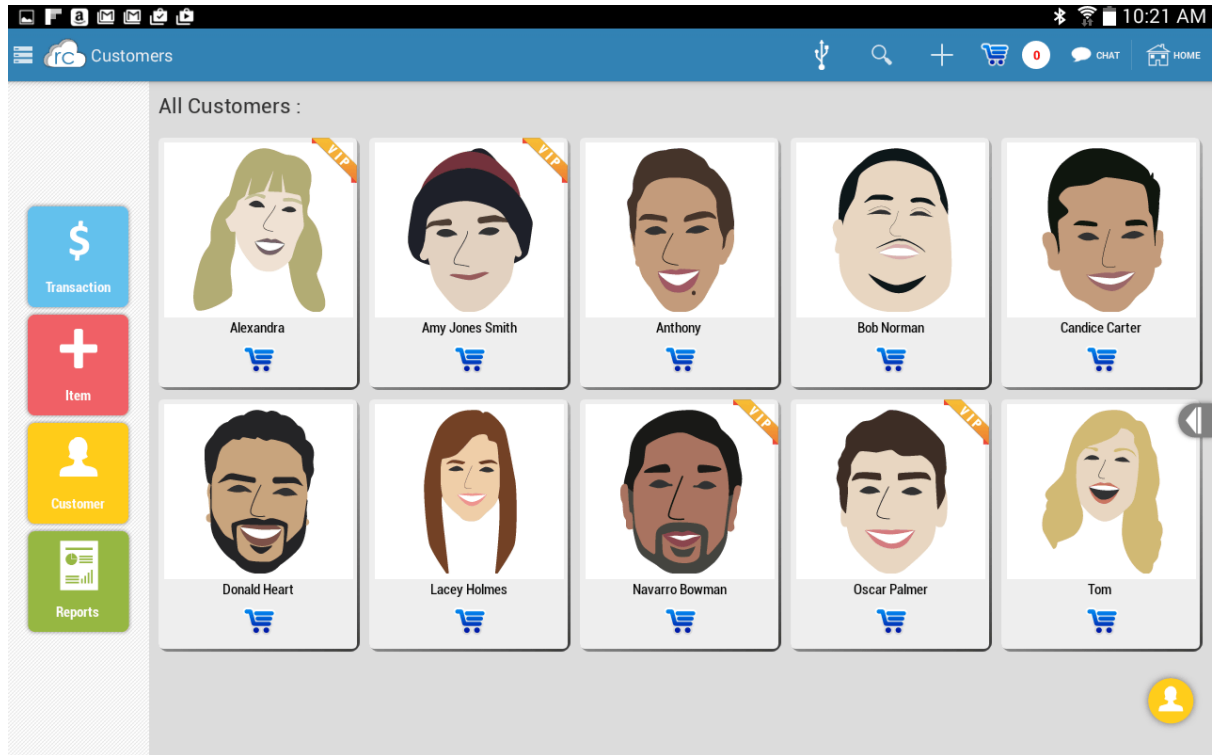 10:21 AM
rc Customers 0 CHAT HOME
All Customers :
VIP VIP
Alexandra Amy Jones Smith Anthony Bob Norman Candice Carter
VIP VIP
Donald Heart Lacey Holmes Navarro Bowman Oscar Palmer Tom
$
Transaction
Item
Customer
Reports